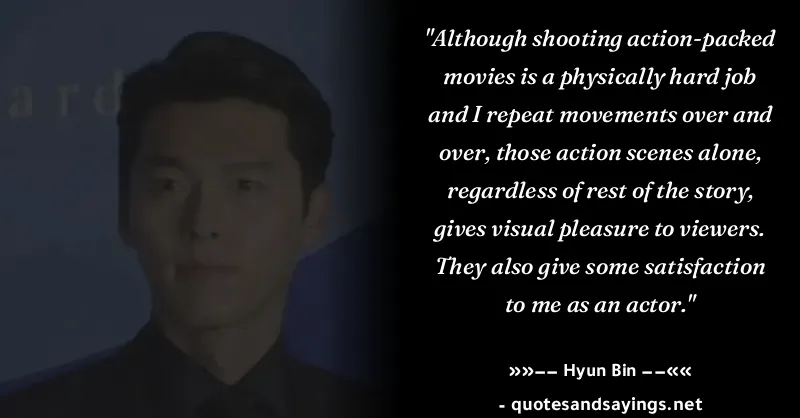 ard
"Although shooting action-packed
movies is a physically hard job
and I repeat movements over and
over, those action scenes alone,
regardless of rest of the story,
gives visual pleasure to viewers.
They also give some satisfaction
to me as an actor."
»»−− Hyun Bin −−««
- quotesandsayings.net